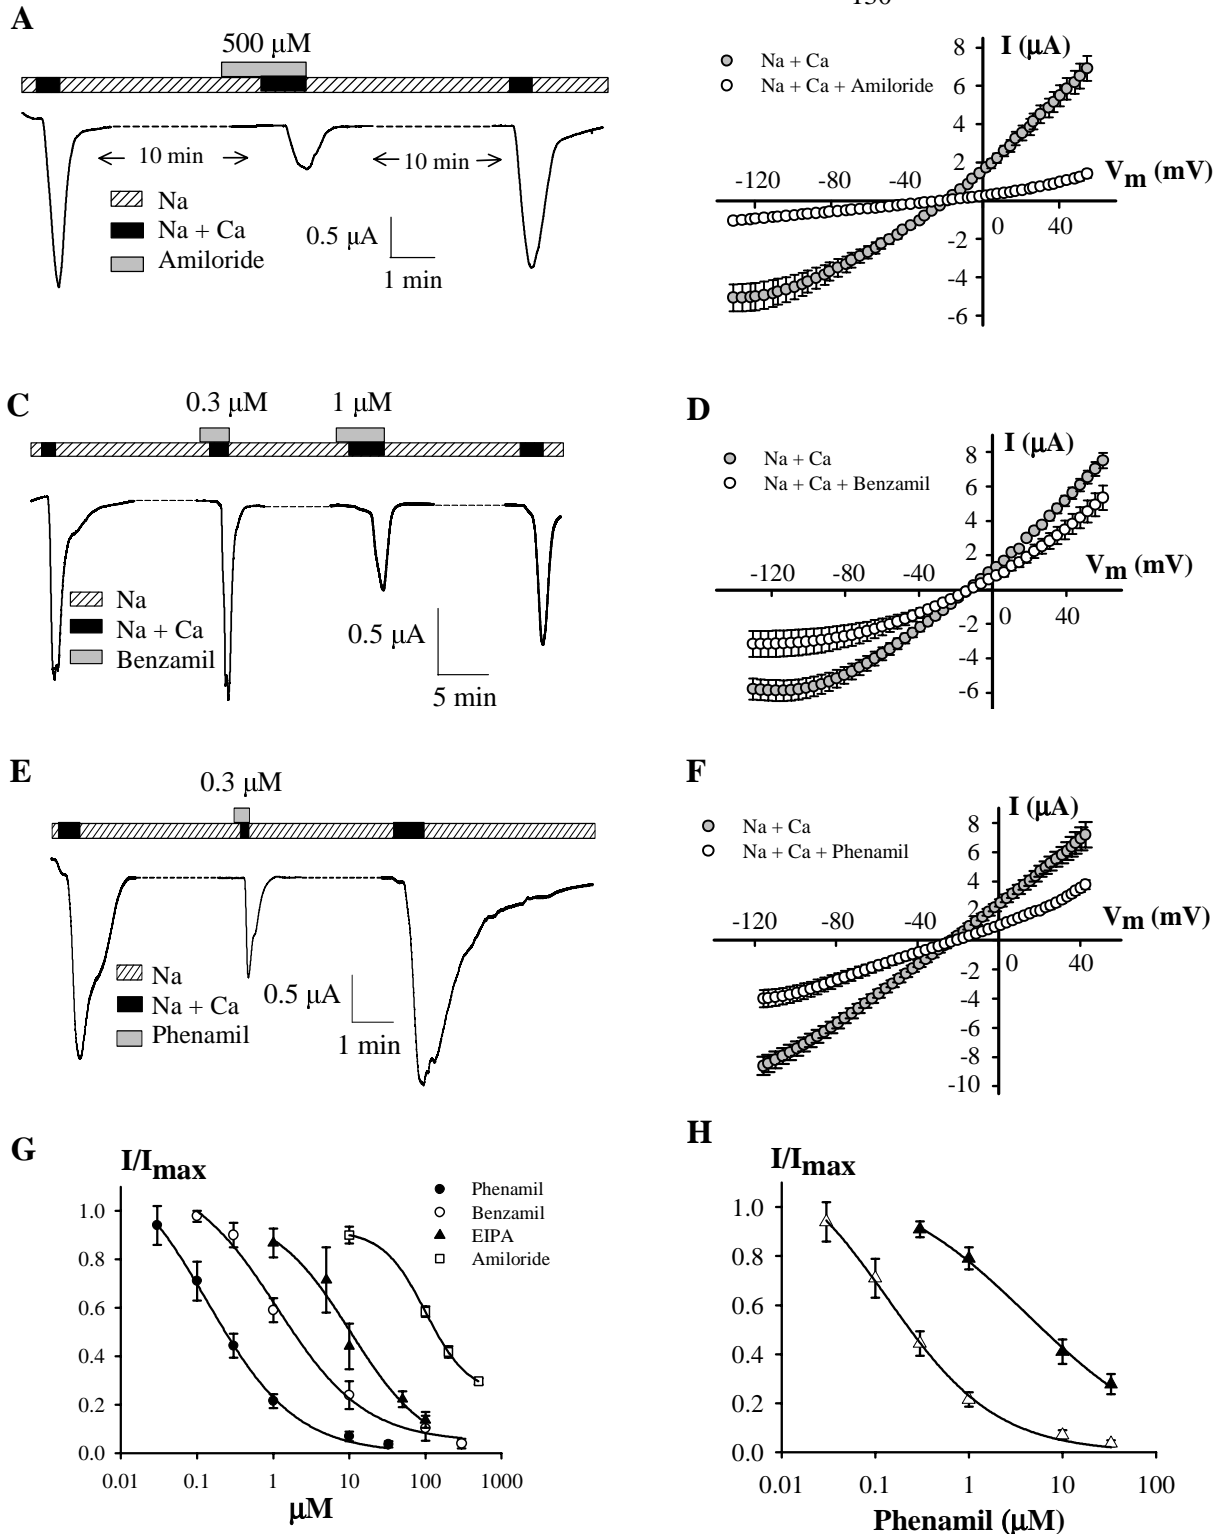 A
500 μM
10 min
10 min
Na
Na + Ca
Amiloride
0.5 μA
1 min
Na + Ca
Na + Ca + Amiloride
I (μA)
Vm (mV)
8
6
4
2
-2
-4
-6
-120
-80
-40
0
40
C
0.3 μM
1 μM
Na
Na + Ca
Benzamil
0.5 μA
5 min
D
Na + Ca
Na + Ca + Benzamil
I (μA)
Vm (mV)
8
6
4
2
-2
-4
-6
-120
-80
-40
0
40
E
0.3 μM
Na
Na + Ca
Phenamil
0.5 μA
1 min
F
Na + Ca
Na + Ca + Phenamil
I (μA)
Vm (mV)
8
6
4
2
-2
-4
-6
-8
-10
-120
-80
-40
0
40
G
I/Imax
Phenamil
Benzamil
EIPA
Amiloride
1.0
0.8
0.6
0.4
0.2
0.0
0.01
0.1
1
10
100
μM
H
I/Imax
1.0
0.8
0.6
0.4
0.2
0.0
0.01
0.1
1
10
100
Phenamil (μM)